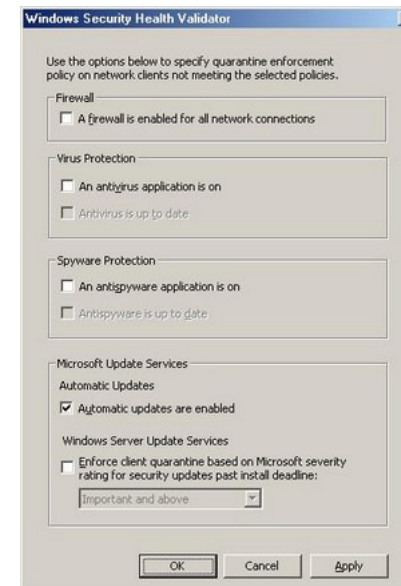 Windows Security Health Validator
Use the options below to specify quarantine enforcement
policy on network clients not meeting the selected policies.
Firewall
A firewall is enabled for all network connections
Virus Protection
An antivirus application is on
Antivirus is up to date
Spyware Protection
An antispyware application is on
Antispyware is up to date
Microsoft Update Services
Automatic Updates
Automatic updates are enabled
Windows Server Update Services
Enforce client quarantine based on Microsoft severity
rating for security updates past install deadline:
Important and above
OK Cancel Apply